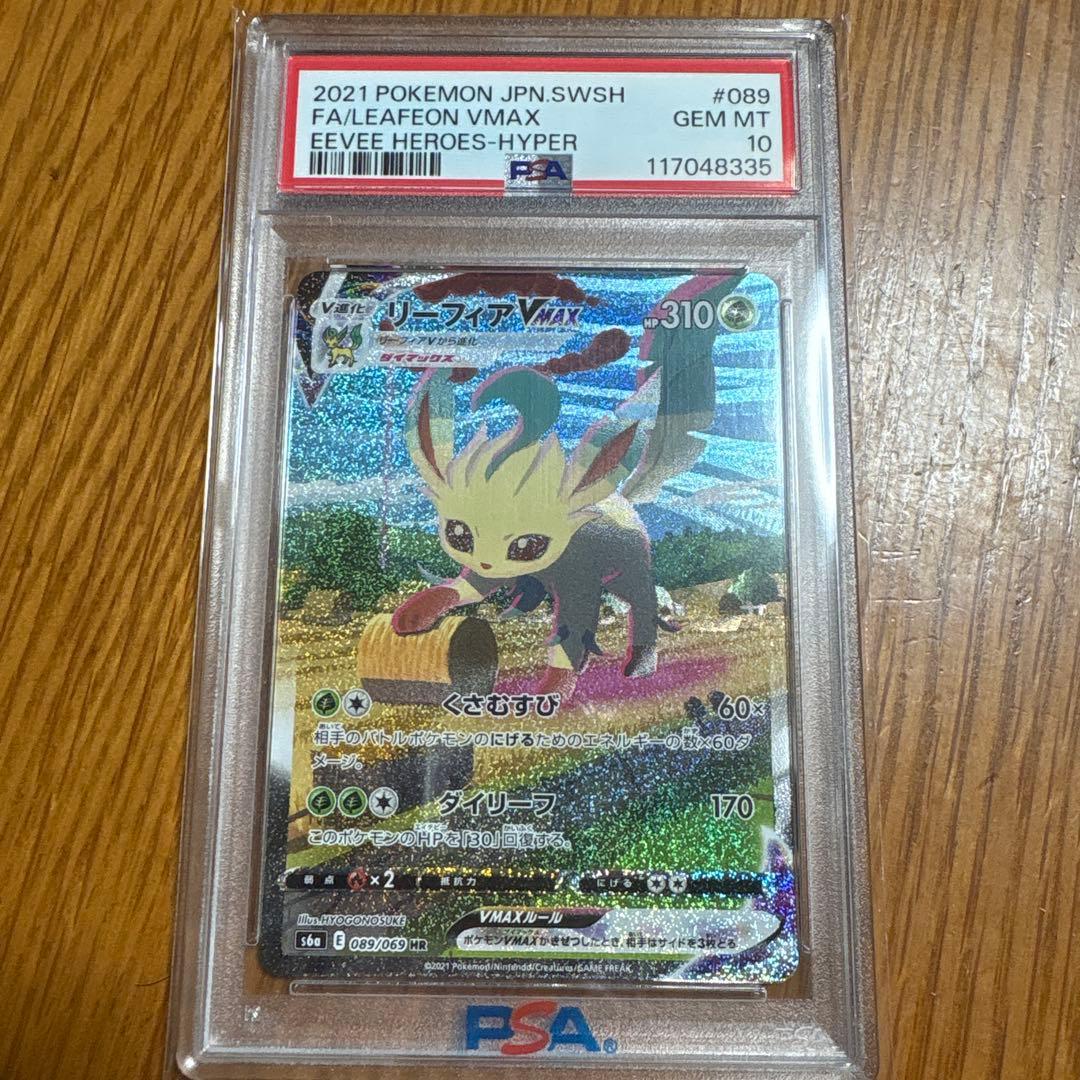 2021 POKEMON JPN.SWSH #089
FA/LEAFEON VMAX GEM MT
EEVEE HEROES-HYPER 10
PSA 117048335
V進化 リーフィアVMAX HP310
リーフィアVから進化
ダイマックス
くさむすび 60×
相手のバトルポケモンのにげるためのエネルギーの数×60ダ
メージ。
ダイリーフ 170
このポケモンのHPを「30」回復する。
弱点 ×2 抵抗力 にげる
Illus.HYOGONOSUKE VMAXルール
s6a E 089/069 HR ポケモンVMAXがきぜつしたとき、相手はサイドを3枚とる
©2021 Pokémon/Nintendo/Creatures/GAME FREAK
PSA®